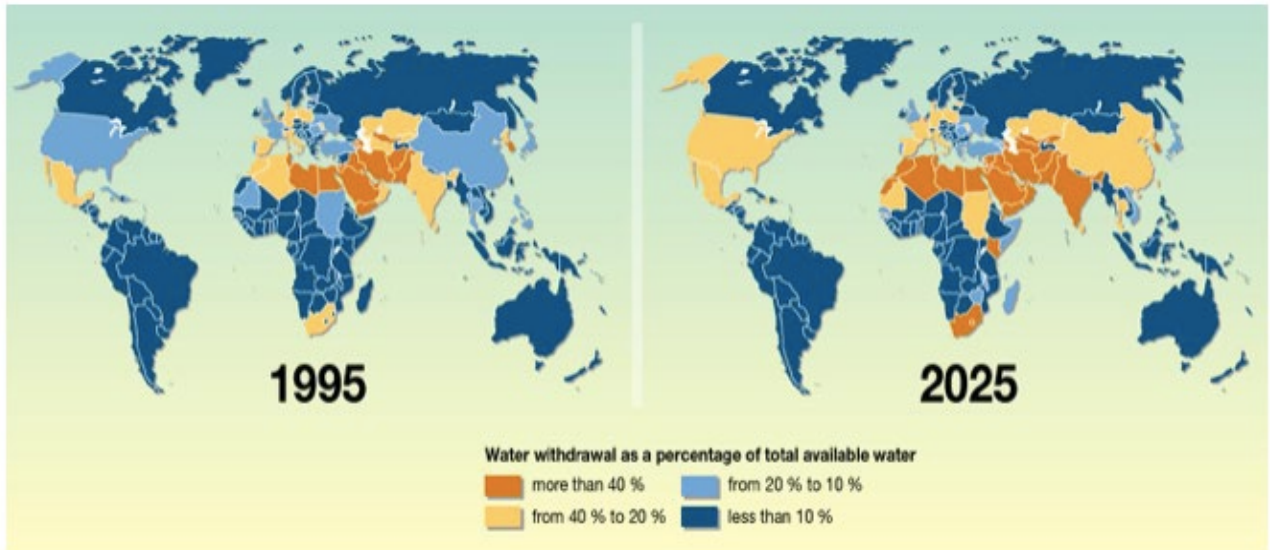 1995
2025
Water withdrawal as a percentage of total available water
more than 40 %
from 20 % to 10 %
from 40 % to 20 %
less than 10 %